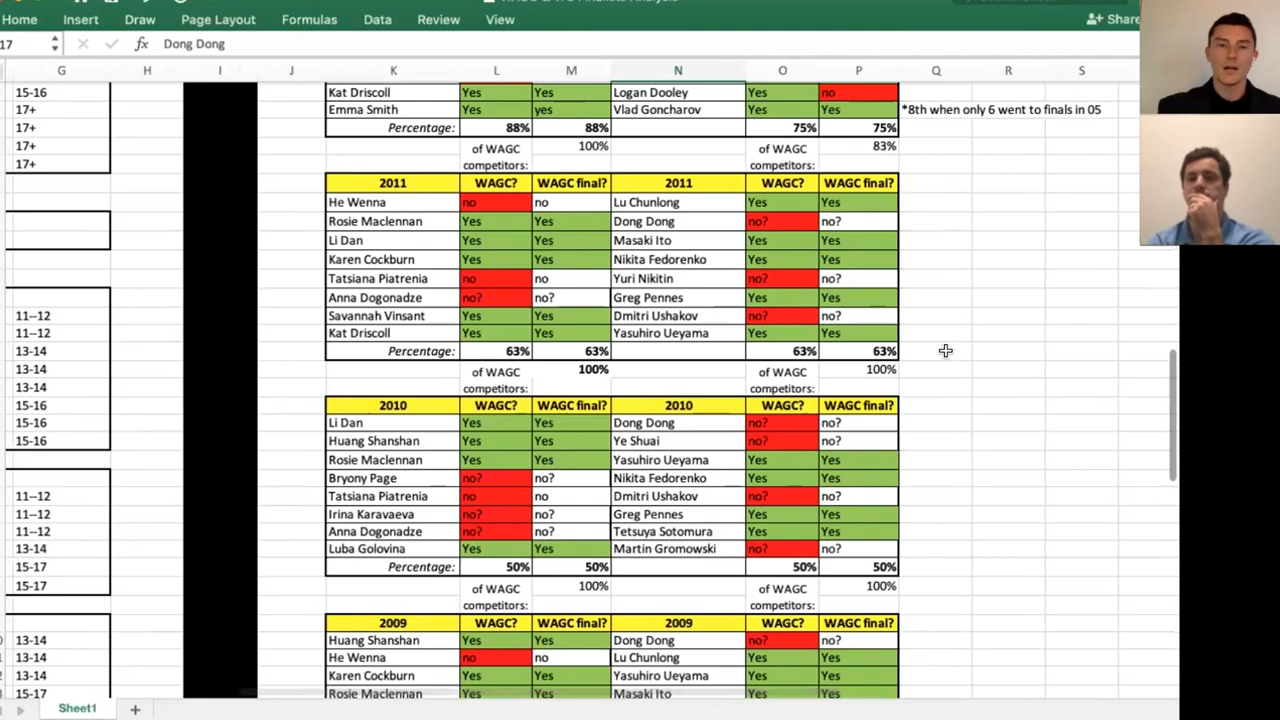 Home Insert Draw Page Layout Formulas Data Review View Share
17 fx Dong Dong
G H I J K L M N O P Q R S
15-16 Kat Driscoll Yes Yes Logan Dooley Yes no
17+ Emma Smith Yes yes Vlad Goncharov Yes Yes *8th when only 6 went to finals in 05
17+ Percentage: 88% 88% 75% 75%
17+ of WAGC 100% of WAGC 83%
17+ competitors: competitors:
2011 WAGC? WAGC final? 2011 WAGC? WAGC final?
He Wenna no no Lu Chunlong Yes Yes
Rosie Maclennan Yes Yes Dong Dong no? no?
Li Dan Yes Yes Masaki Ito Yes Yes
Karen Cockburn Yes Yes Nikita Fedorenko Yes Yes
Tatsiana Piatrenia no no Yuri Nikitin no? no?
Anna Dogonadze no? no? Greg Pennes Yes Yes
11--12 Savannah Vinsant Yes Yes Dmitri Ushakov no? no?
11--12 Kat Driscoll Yes Yes Yasuhiro Ueyama Yes Yes
13-14 Percentage: 63% 63% 63% 63%
13-14 of WAGC 100% of WAGC 100%
13-14 competitors: competitors:
15-16 2010 WAGC? WAGC final? 2010 WAGC? WAGC final?
15-16 Li Dan Yes Yes Dong Dong no? no?
15-16 Huang Shanshan Yes Yes Ye Shuai no? no?
Rosie Maclennan Yes Yes Yasuhiro Ueyama Yes Yes
Bryony Page no? no? Nikita Fedorenko Yes Yes
11--12 Tatsiana Piatrenia no no Dmitri Ushakov no? no?
11--12 Irina Karavaeva no? no? Greg Pennes Yes Yes
11--12 Anna Dogonadze no? no? Tetsuya Sotomura Yes Yes
13-14 Luba Golovina Yes Yes Martin Gromowski no? no?
15-17 Percentage: 50% 50% 50% 50%
15-17 of WAGC 100% of WAGC 100%
competitors: competitors:
2009 WAGC? WAGC final? 2009 WAGC? WAGC final?
13-14 Huang Shanshan Yes Yes Dong Dong no? no?
13-14 He Wenna no no Lu Chunlong Yes Yes
13-14 Karen Cockburn Yes Yes Yasuhiro Ueyama Yes Yes
15-17 Rosie Maclennan Yes Yes Masaki Ito Yes Yes
Sheet1